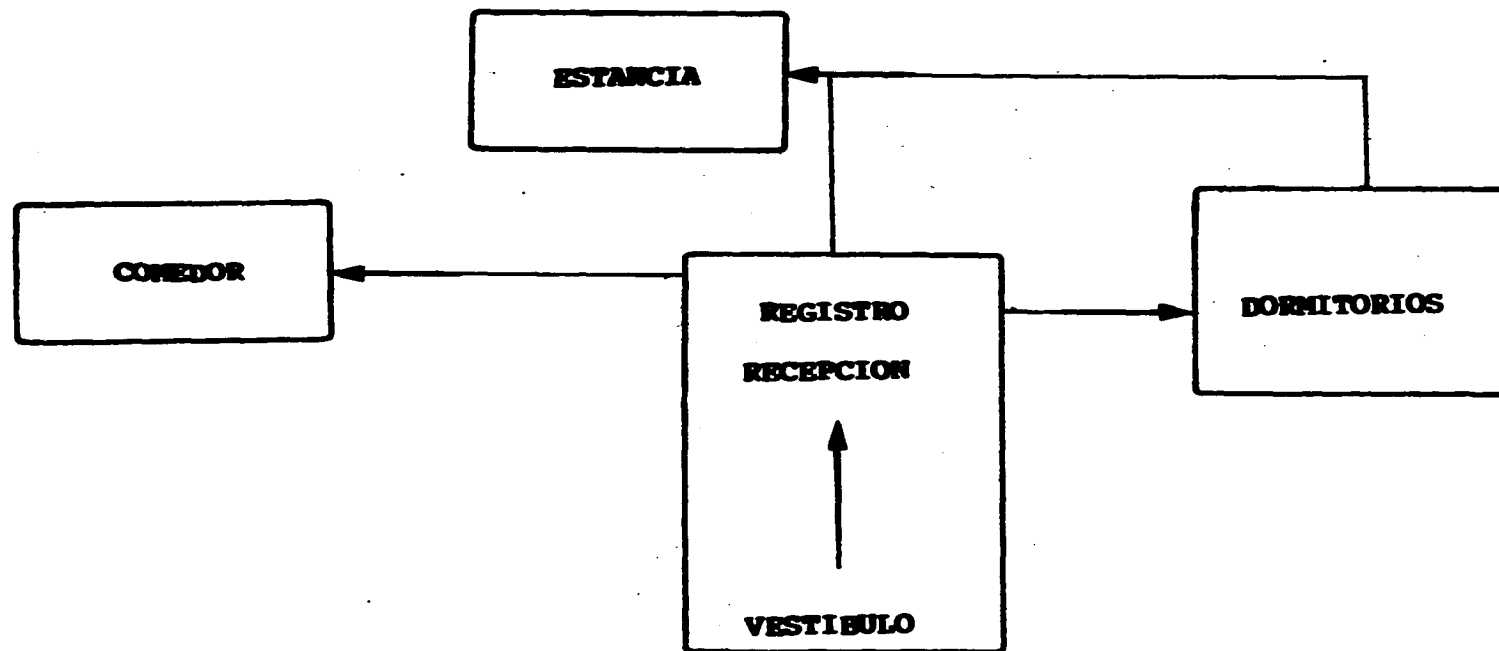 ESTANCIA
COMEDOR
REGISTRO
RECEPCION
DORMITORIOS
VESTIBULO